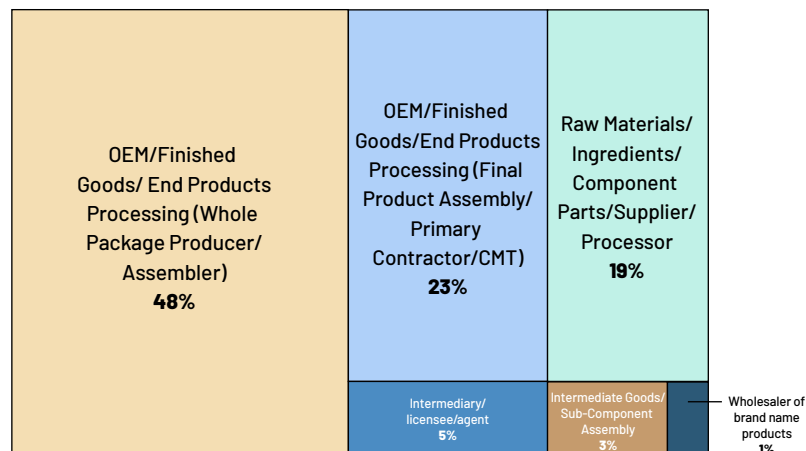 OEM/Finished
Goods/ End Products
Processing (Whole
Package Producer/
Assembler)
48%
OEM/Finished
Goods/End Products
Processing (Final
Product Assembly/
Primary
Contractor/CMT)
23%
Raw Materials/
Ingredients/
Component
Parts/Supplier/
Processor
19%
Intermediary/
licensee/agent
5%
Intermediate Goods/
Sub-Component
Assembly
3%
Wholesaler of
brand name
products
1%